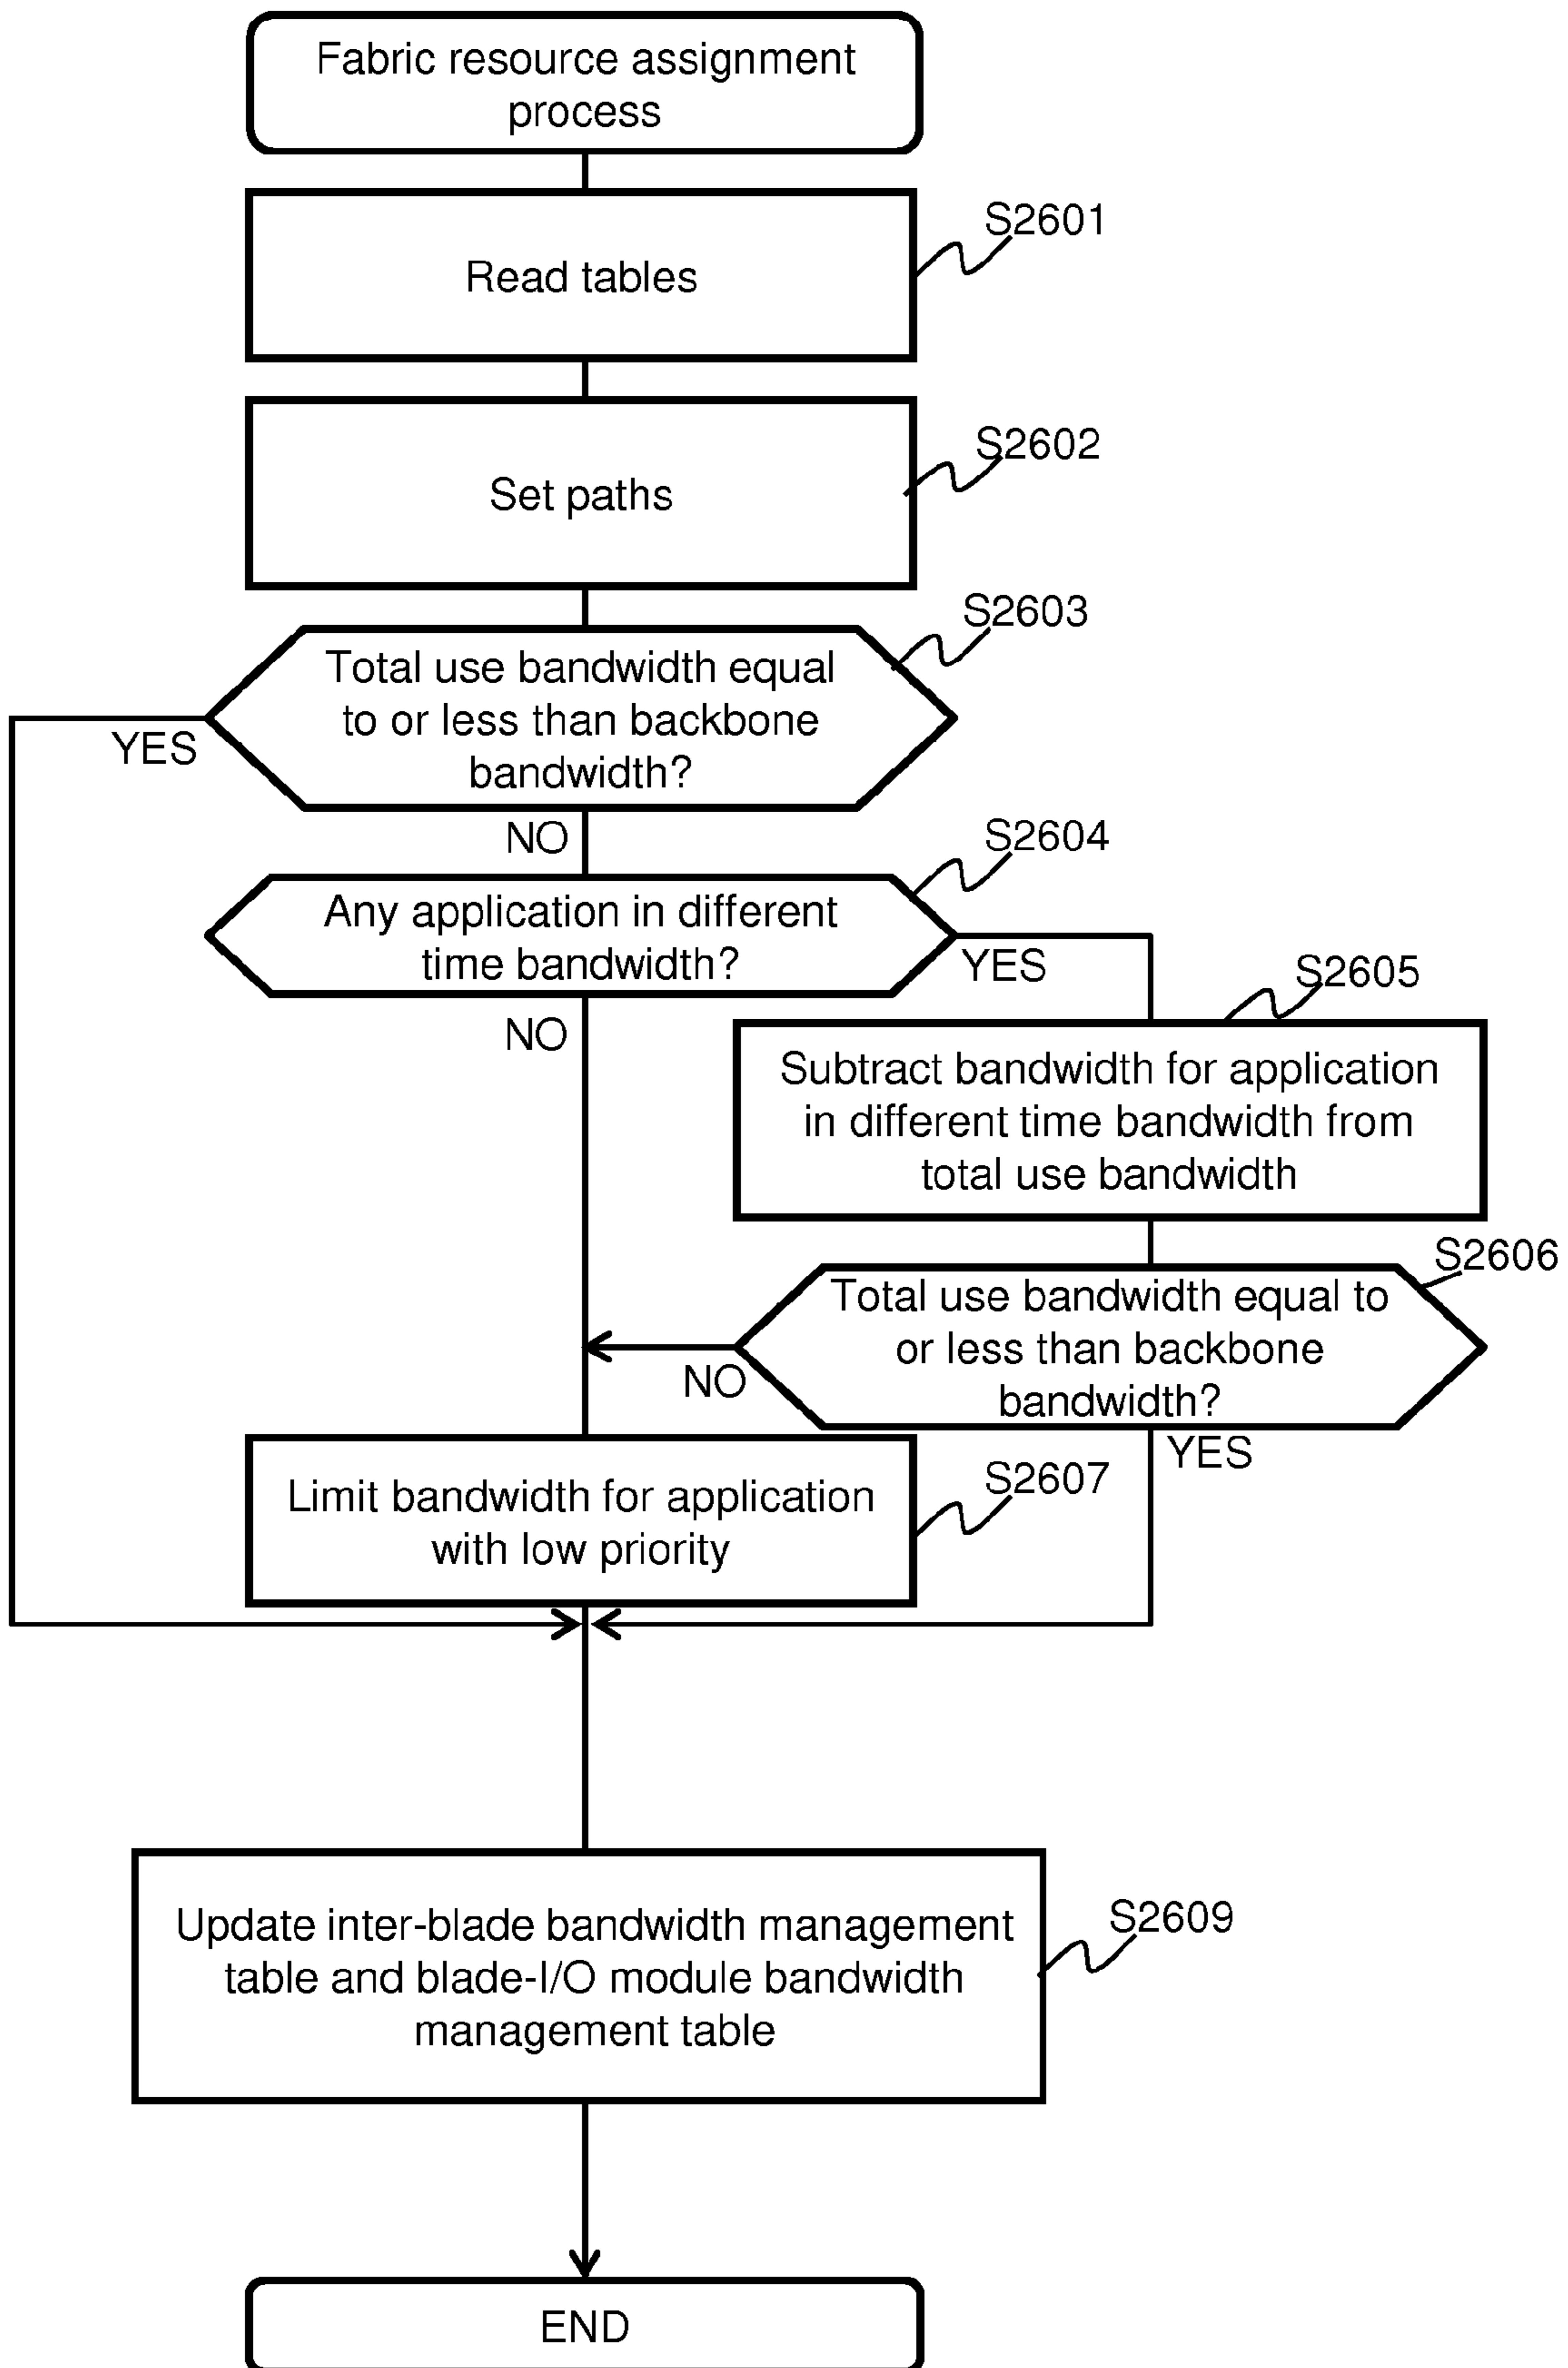 Fabric resource assignment
process
S2601
Read tables
S2602
Set paths
S2603
Total use bandwidth equal
to or less than backbone
bandwidth?
YES
NO
S2604
Any application in different
time bandwidth?
YES
NO
S2605
Subtract bandwidth for application
in different time bandwidth from
total use bandwidth
S2606
Total use bandwidth equal to
or less than backbone
bandwidth?
NO
YES
S2607
Limit bandwidth for application
with low priority
S2609
Update inter-blade bandwidth management
table and blade-I/O module bandwidth
management table
END